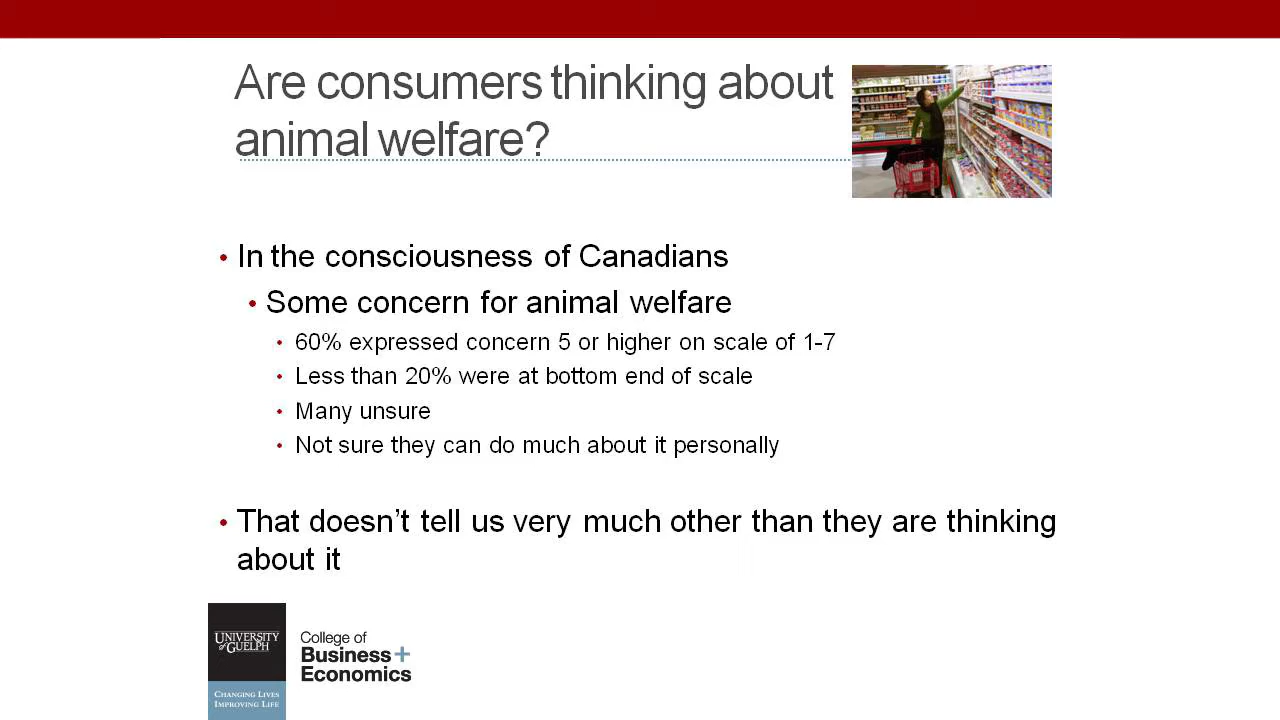 Are consumers thinking about
animal welfare?
• In the consciousness of Canadians
• Some concern for animal welfare
• 60% expressed concern 5 or higher on scale of 1-7
• Less than 20% were at bottom end of scale
• Many unsure
• Not sure they can do much about it personally
• That doesn't tell us very much other than they are thinking
about it
UNIVERSITY
of GUELPH
CHANGING LIVES
IMPROVING LIFE
College of
Business+
Economics